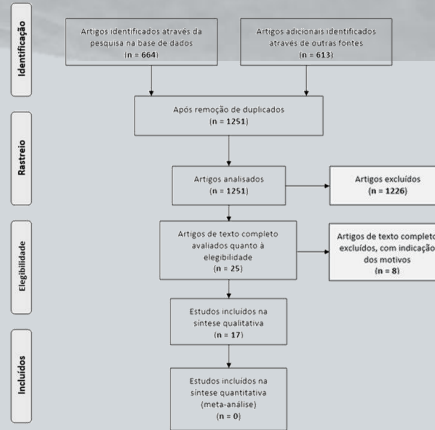 Identificação
Artigos identificados através da
pesquisa na base de dados
(n = 664)
Artigos adicionais identificados
através de outras fontes
(n = 613)
Após remoção de duplicados
(n = 1251)
Rastreio
Artigos analisados
(n = 1251)
Artigos excluídos
(n = 1226)
Elegibilidade
Artigos de texto completo
avaliados quanto à
elegibilidade
(n = 25)
Artigos de texto completo
excluídos, com indicação
dos motivos
(n = 8)
Estudos incluídos na
síntese qualitativa
(n = 17)
Incluídos
Estudos incluídos na
síntese quantitativa
(meta-análise)
(n = 0)